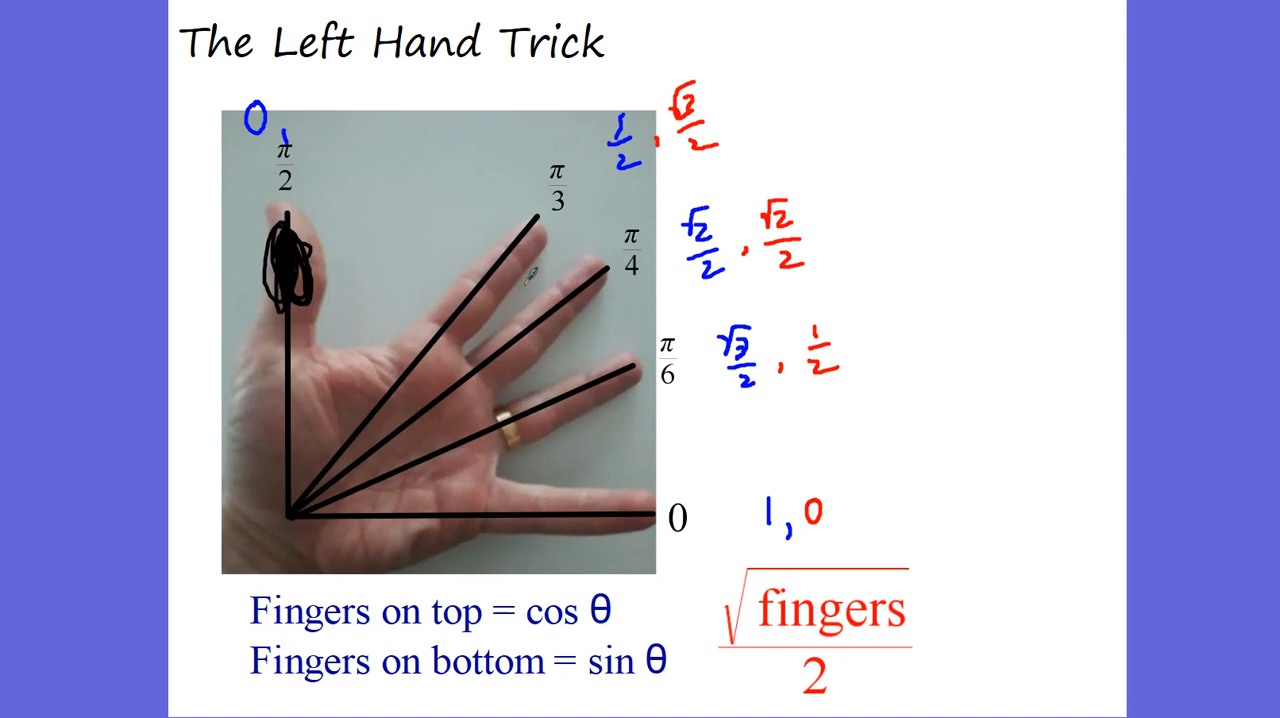 The Left Hand Trick
0,
π/2
π/3
1/2 , √3/2
π/4
√2/2 , √2/2
π/6
√3/2 , 1/2
0
1, 0
√fingers/2
Fingers on top = cos θ
Fingers on bottom = sin θ